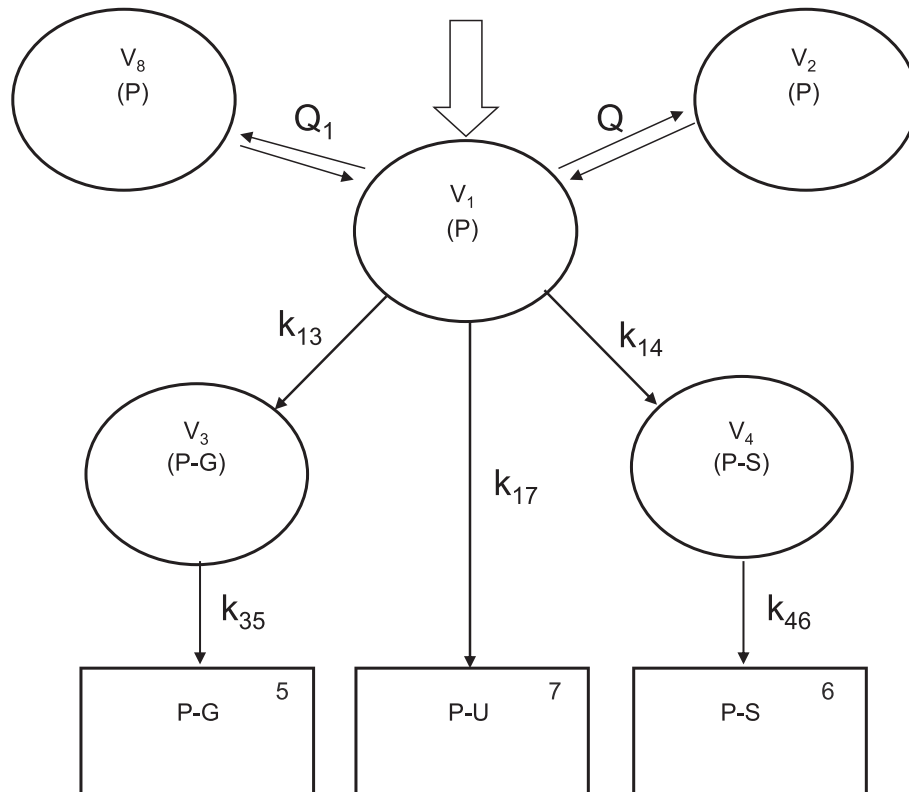 V₈
(P)
Q₁
Q
V₂
(P)
V₁
(P)
k₁₃
k₁₄
V₃
(P-G)
k₁₇
V₄
(P-S)
k₃₅
k₄₆
5
P-G
7
P-U
6
P-S